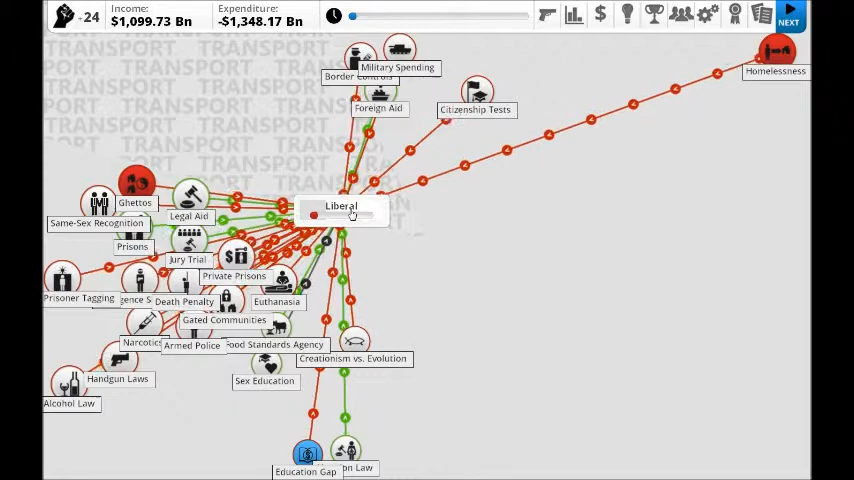 +24
Income:
$1,099.73 Bn
Expenditure:
-$1,348.17 Bn
NEXT
TRANSPORT
Military Spending
Border Controls
Homelessness
Foreign Aid
Citizenship Tests
Ghettos
Liberal
Legal Aid
Same-Sex Recognition
Prisons
Jury Trial
Private Prisons
Prisoner Tagging
Death Penalty
Euthanasia
Gated Communities
Narcotics
Armed Police
Food Standards Agency
Creationism vs. Evolution
Handgun Laws
Sex Education
Alcohol Law
Education Gap
Law